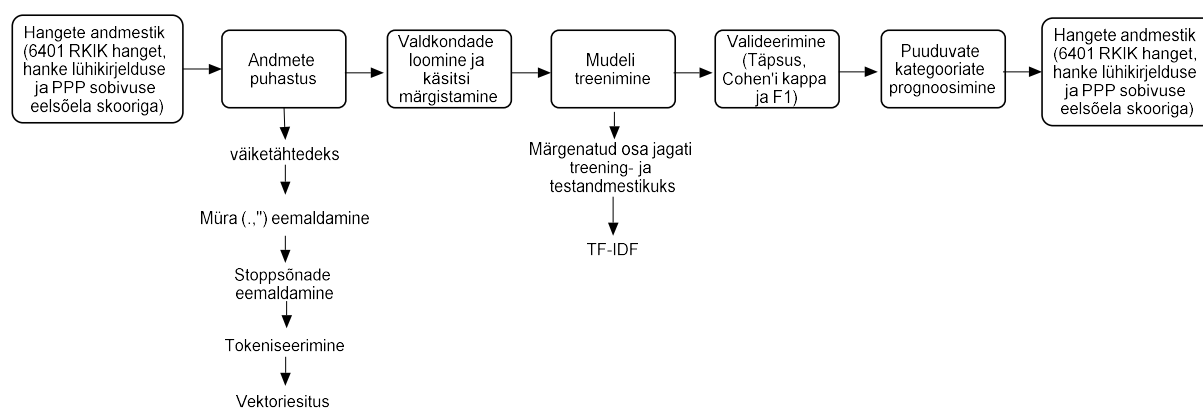 Hangete andmestik
(6401 RKIK hanget,
hanke lühikirjelduse
ja PPP sobivuse
eelsõela skooriga)
Andmete
puhastus
Valdkondade
loomine ja
käsitsi
märgistamine
Mudeli
treenimine
Valideerimine
(Täpsus,
Cohen'i kappa
ja F1)
Puuduvate
kategooriate
prognoosimine
Hangete andmestik
(6401 RKIK hanget,
hanke lühikirjelduse
ja PPP sobivuse
eelsõela skooriga)
väiketähtedeks
Müra (.,") eemaldamine
Stoppsõnade
eemaldamine
Tokeniseerimine
Vektoriesitus
Märgenatud osa jagati
treening- ja
testandmestikuks
TF-IDF